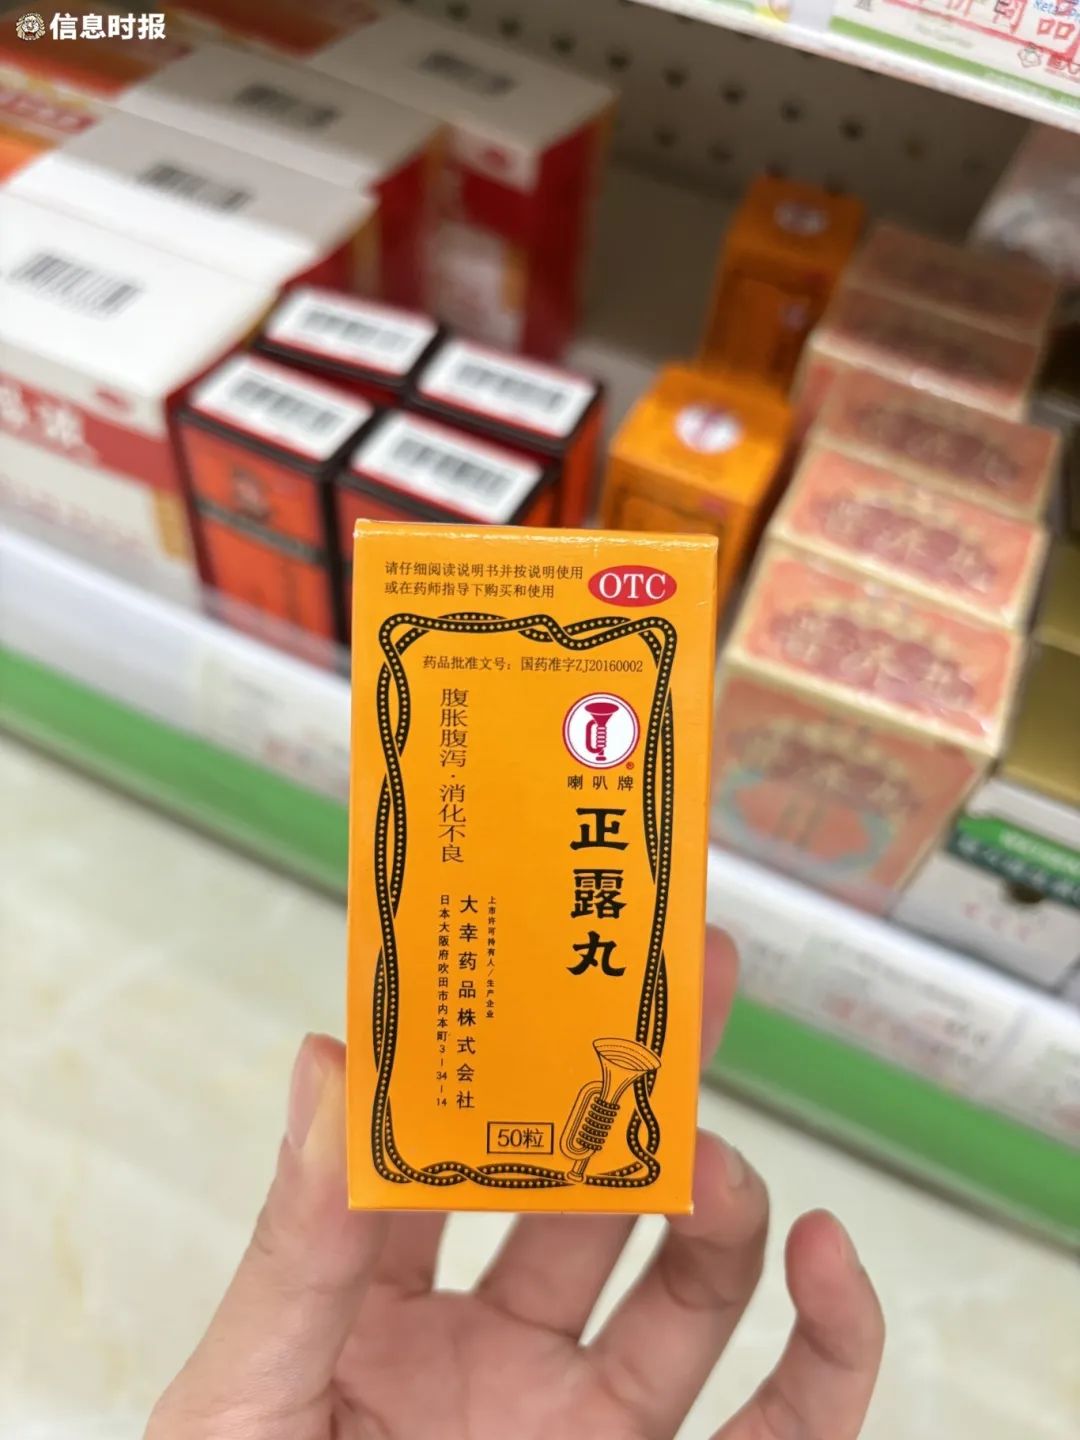 信息时报
请仔细阅读说明书并按说明使用
或在药师指导下购买和使用
OTC
药品批准文号：国药准字ZJ20160002
喇叭牌
正露丸
腹胀腹泻·消化不良
上市许可持有人/生产企业
大幸药品株式会社
日本大阪府吹田市内本町3-34-14
50粒